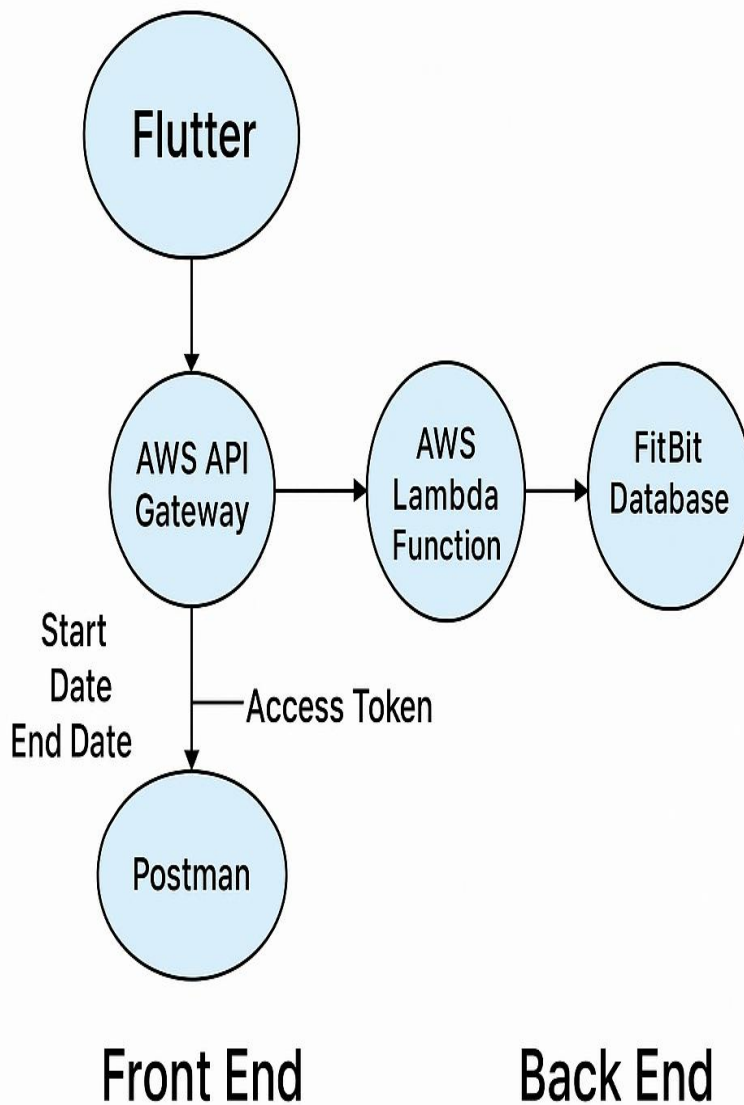 Flutter
AWS API
Gateway
AWS
Lambda
Function
FitBit
Database
Start
Date
End Date
Access Token
Postman
Front End
Back End